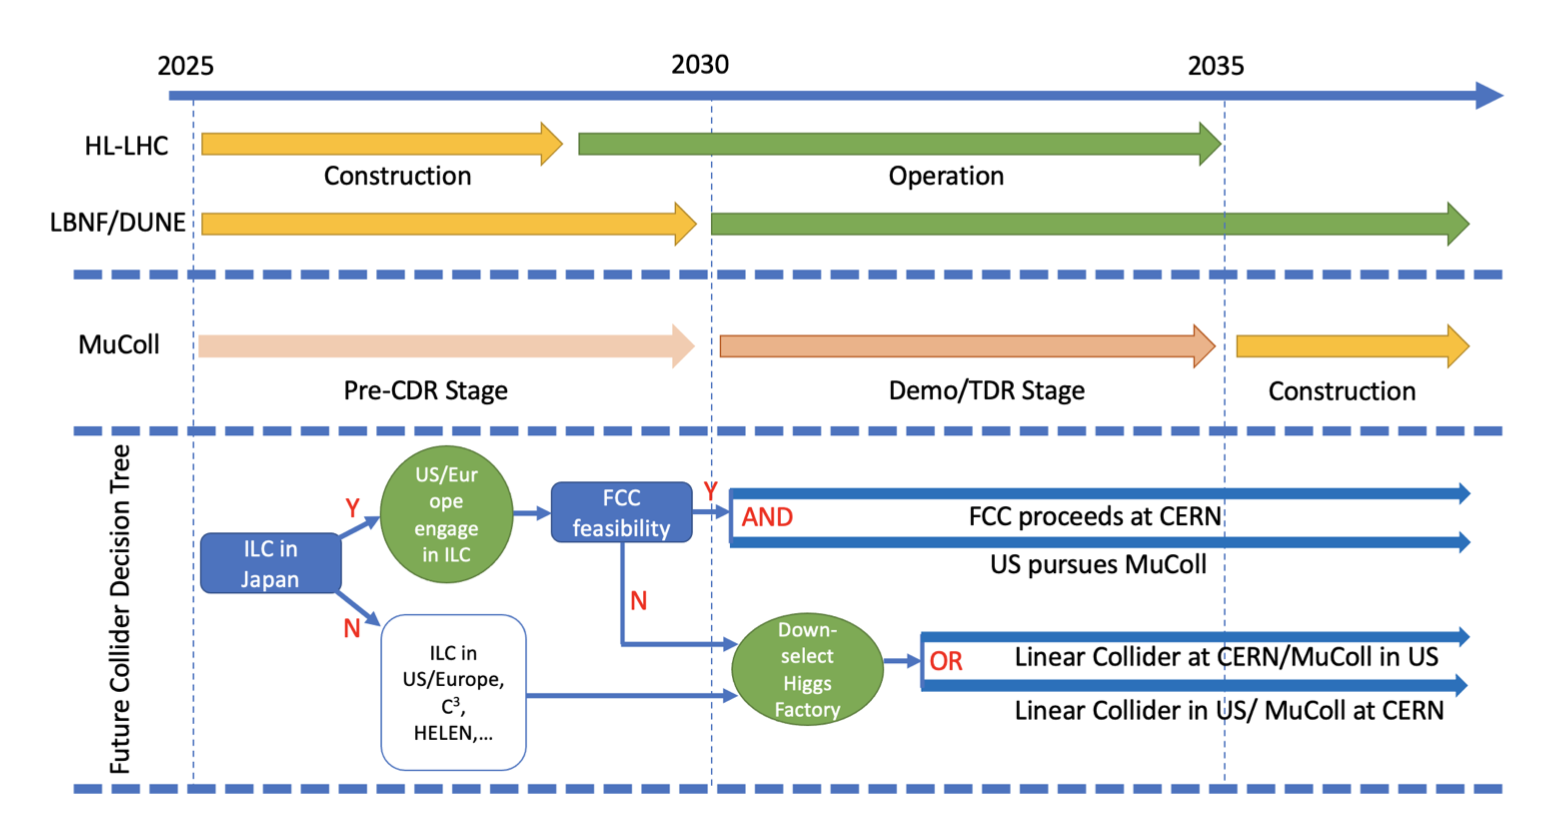 2025
2030
2035
HL-LHC
Construction
Operation
LBNF/DUNE
MuColl
Pre-CDR Stage
Demo/TDR Stage
Construction
Future Collider Decision Tree
ILC in
Japan
Y
N
US/Eur
ope
engage
in ILC
ILC in
US/Europe,
C³,
HELEN,...
FCC
feasibility
Y
N
AND
FCC proceeds at CERN
US pursues MuColl
Down-
select
Higgs
Factory
OR
Linear Collider at CERN/MuColl in US
Linear Collider in US/ MuColl at CERN